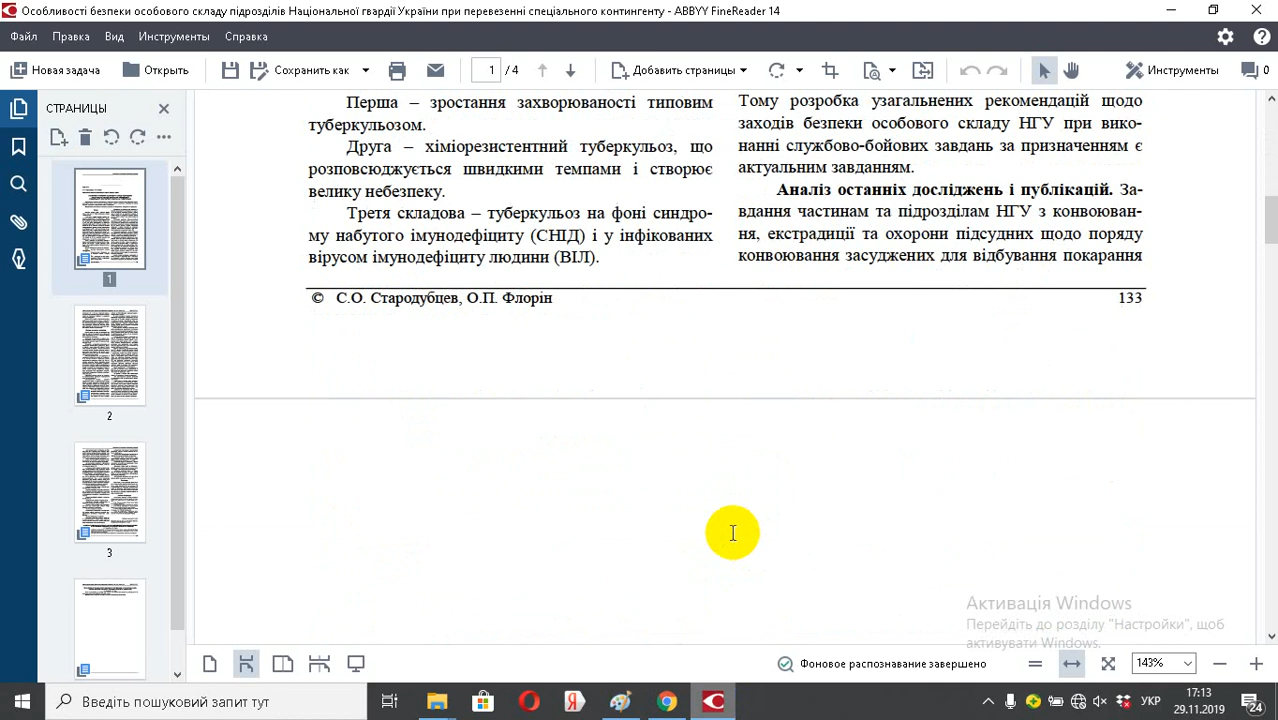 Особливості безпеки особового складу підрозділів Національної гвардії України при перевезенні спеціального контингенту - ABBYY FineReader 14
Файл Правка Вид Инструменты Справка
Новая задача Открыть Сохранить как 1 / 4 Добавить страницы Инструменты 0
СТРАНИЦЫ
1
2
3
Перша – зростання захворюваності типовим
туберкульозом.
Друга – хіміорезистентний туберкульоз, що
розповсюджується швидкими темпами і створює
велику небезпеку.
Третя складова – туберкульоз на фоні синдро-
му набутого імунодефіциту (СНІД) і у інфікованих
вірусом імунодефіциту людини (ВІЛ).
Тому розробка узагальнених рекомендацій щодо
заходів безпеки особового складу НГУ при вико-
нанні службово-бойових завдань за призначенням є
актуальним завданням.
Аналіз останніх досліджень і публікацій. За-
вдання частинам та підрозділам НГУ з конвоюван-
ня, екстрадиції та охорони підсудних щодо поряду
конвоювання засуджених для відбування покарання
© С.О. Стародубцев, О.П. Флорін 133
Активація Windows
Перейдіть до розділу "Настройки", щоб
активувати Windows.
Фоновое распознавание завершено 143%
Введіть пошуковий запит тут
УКР
17:13
29.11.2019
24